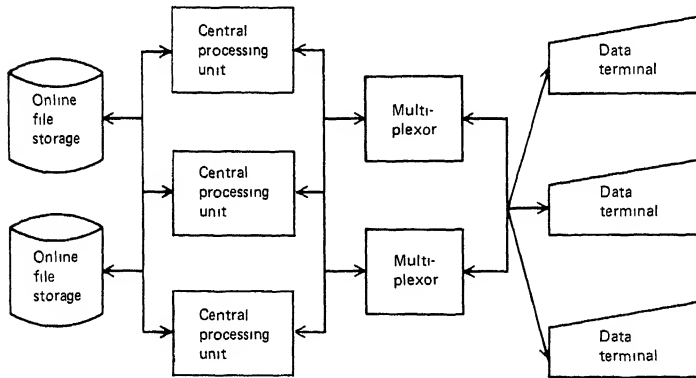 Central
processing
unit
Data
terminal
Online
file
storage
Multi-
plexor
Central
processing
unit
Data
terminal
Online
file
storage
Multi-
plexor
Central
processing
unit
Data
terminal